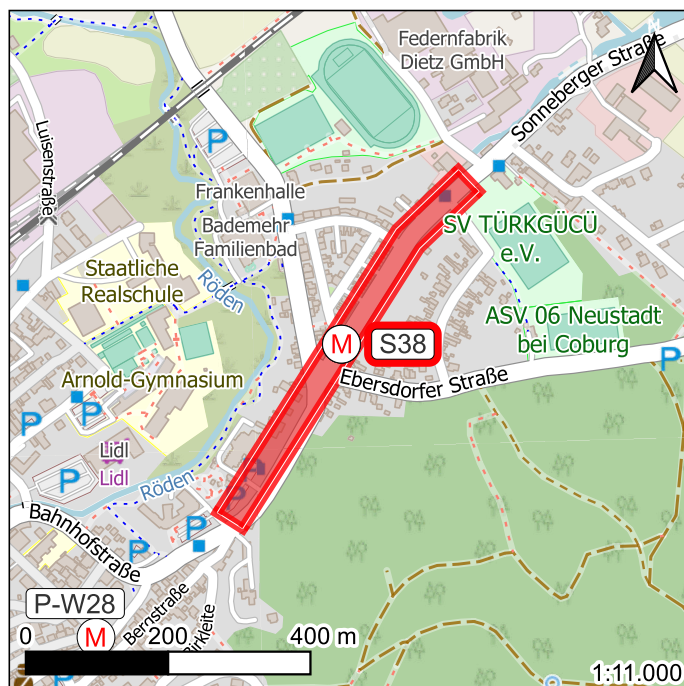 Federnfabrik
Dietz GmbH
Sonneberger Straße
Luisenstraße
P
Frankenhalle
Bademehr
Familienbad
SV TÜRKGÜCÜ
e.V.
Staatliche
Realschule
Röden
ASV 06 Neustadt
bei Coburg
M
S38
P
Arnold-Gymnasium
Ebersdorfer Straße
P
P
Lidl
Lidl
P
Röden
P
P
Bahnhofstraße
P
P-W28
M
Bernstraße
Birkleite
0 200 400 m
P
1:11.000